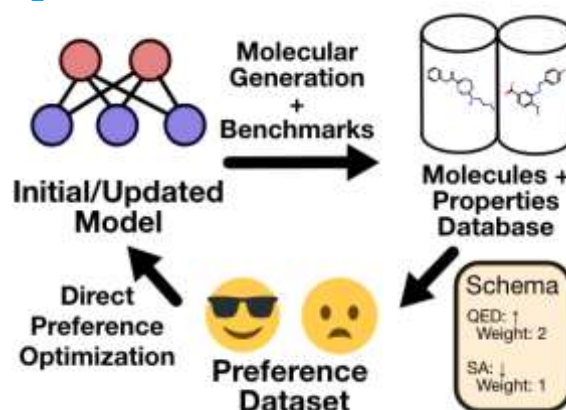 Molecular
Generation
+
Benchmarks
Initial/Updated
Model
Molecules +
Properties
Database
Direct
Preference
Optimization
Preference
Dataset
Schema
QED: ↑
Weight: 2
SA: ↓
Weight: 1